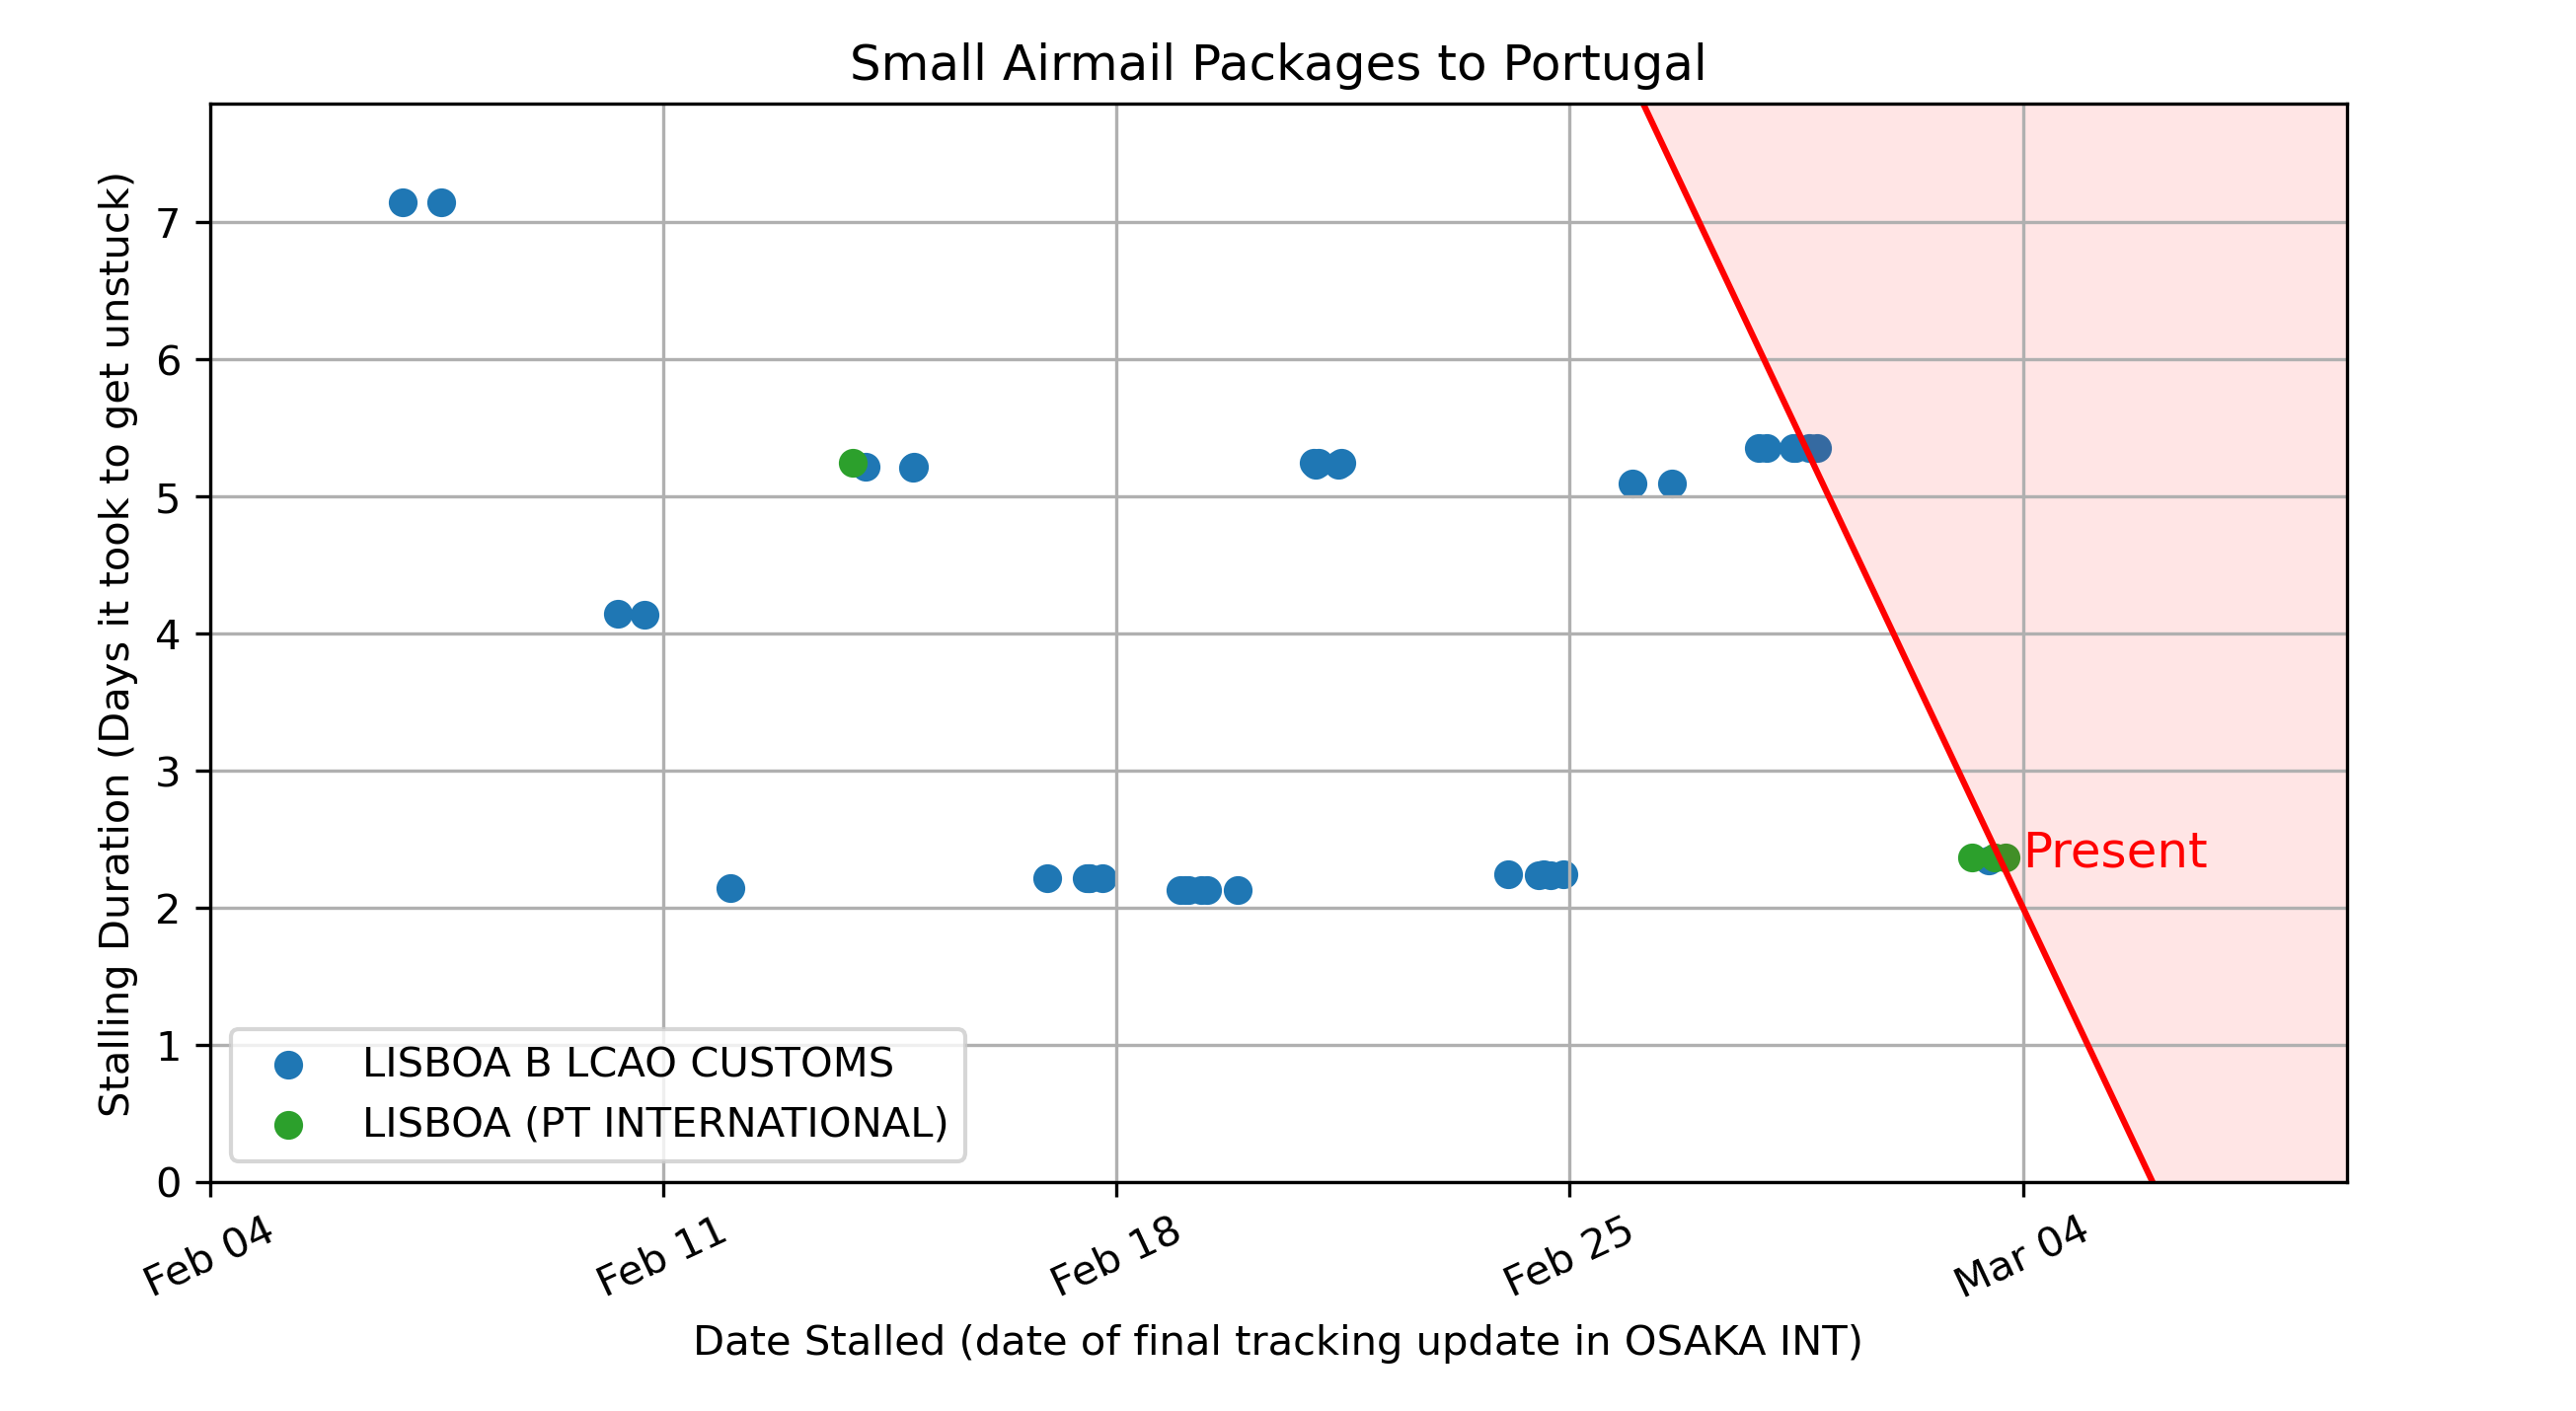 Small Airmail Packages to Portugal
Stalling Duration (Days it took to get unstuck)
7
6
5
4
3
2
1
0
Present
LISBOA B LCAO CUSTOMS
LISBOA (PT INTERNATIONAL)
Feb 04
Feb 11
Feb 18
Feb 25
Mar 04
Date Stalled (date of final tracking update in OSAKA INT)